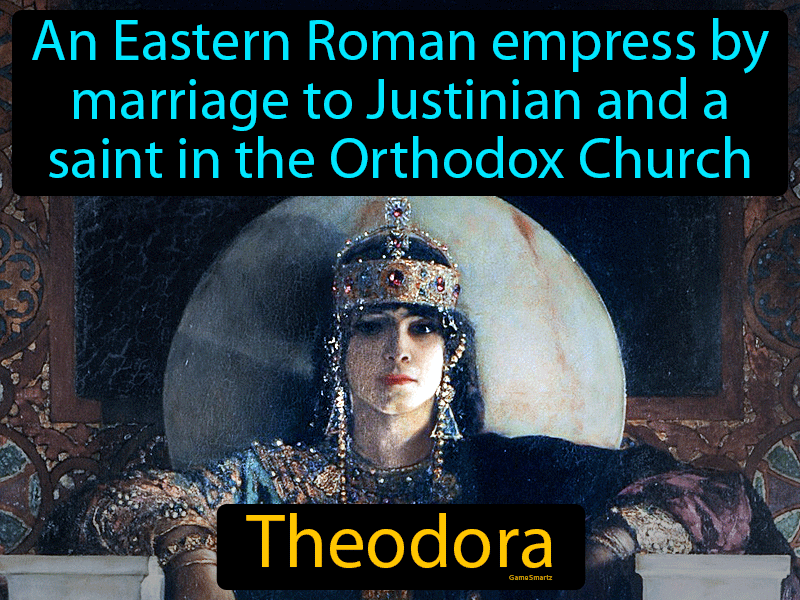 An Eastern Roman empress by
marriage to Justinian and a
saint in the Orthodox Church
Theodora
GameSmartz